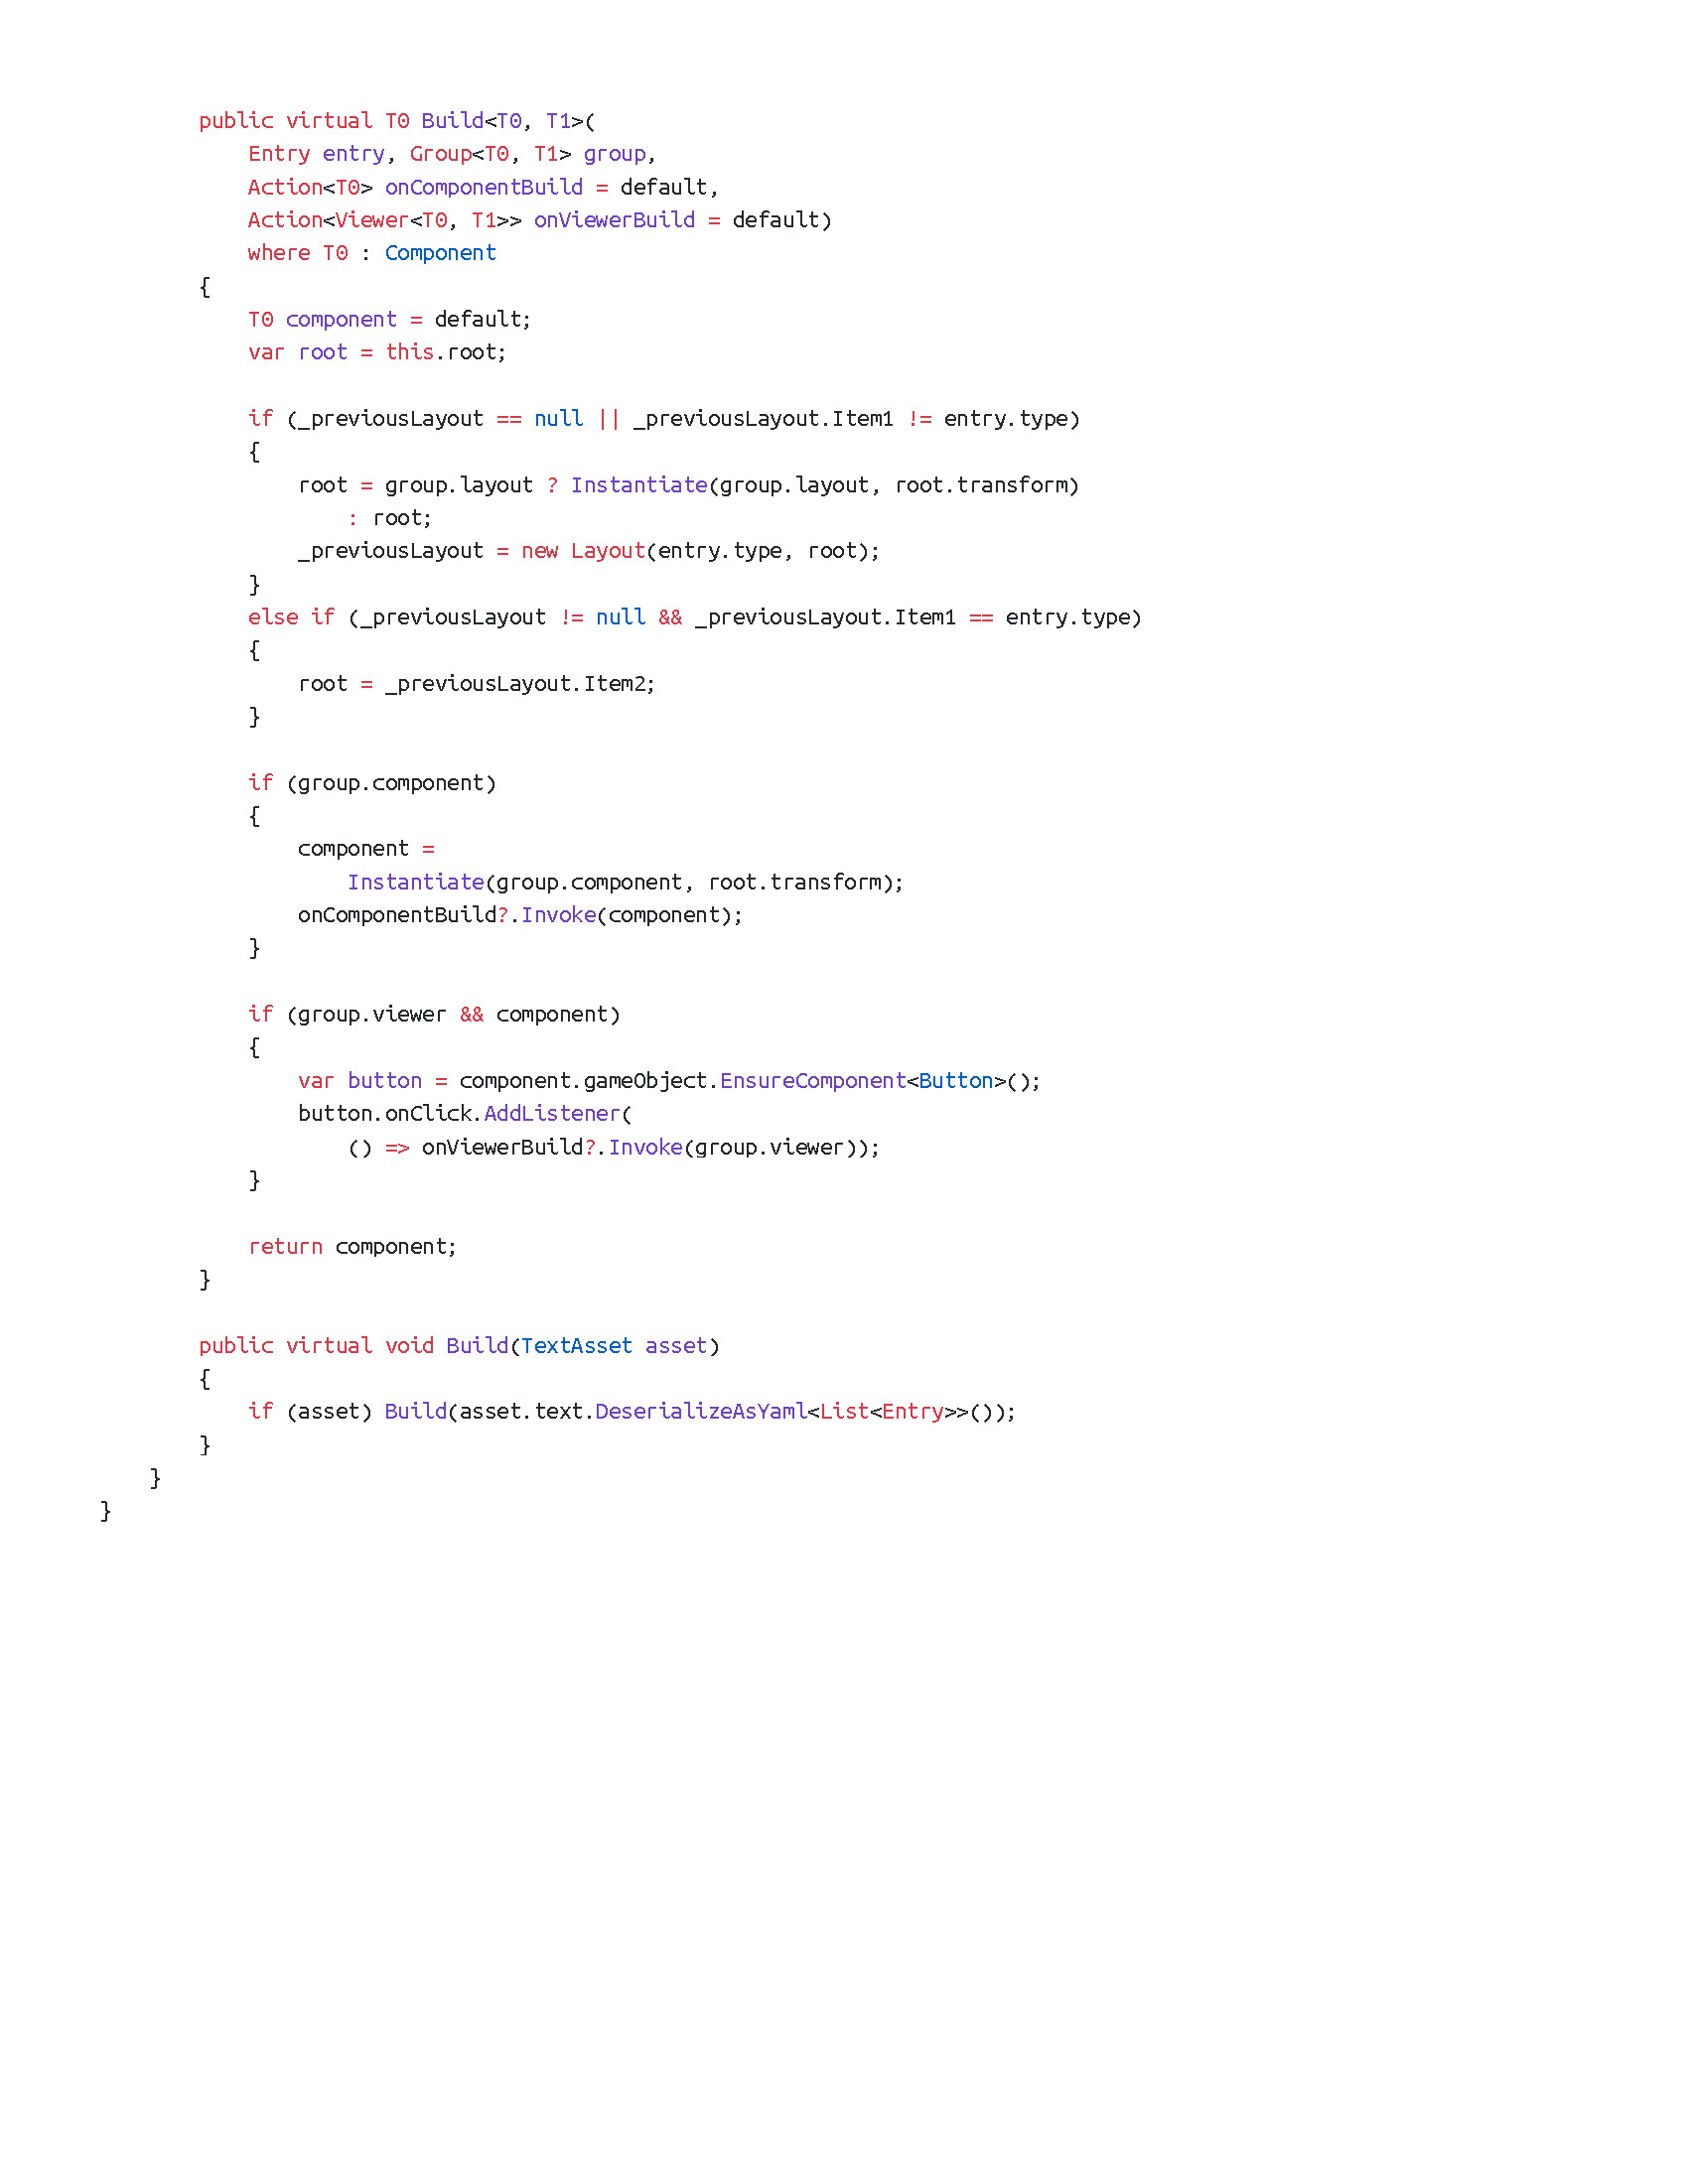 public virtual T0 Build<T0, T1>(
    Entry entry, Group<T0, T1> group,
    Action<T0> onComponentBuild = default,
    Action<Viewer<T0, T1>> onViewerBuild = default)
    where T0 : Component
{
    T0 component = default;
    var root = this.root;

    if (_previousLayout == null || _previousLayout.Item1 != entry.type)
    {
        root = group.layout ? Instantiate(group.layout, root.transform)
            : root;
        _previousLayout = new Layout(entry.type, root);
    }
    else if (_previousLayout != null && _previousLayout.Item1 == entry.type)
    {
        root = _previousLayout.Item2;
    }

    if (group.component)
    {
        component =
            Instantiate(group.component, root.transform);
        onComponentBuild?.Invoke(component);
    }

    if (group.viewer && component)
    {
        var button = component.gameObject.EnsureComponent<Button>();
        button.onClick.AddListener(
            () => onViewerBuild?.Invoke(group.viewer));
    }

    return component;
}

public virtual void Build(TextAsset asset)
{
    if (asset) Build(asset.text.DeserializeAsYaml<List<Entry>>());
}
}
}